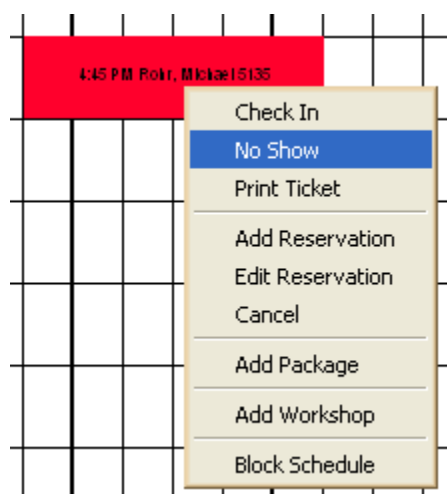 4:45 PM Rohr, Michael 5135
Check In
No Show
Print Ticket
Add Reservation
Edit Reservation
Cancel
Add Package
Add Workshop
Block Schedule